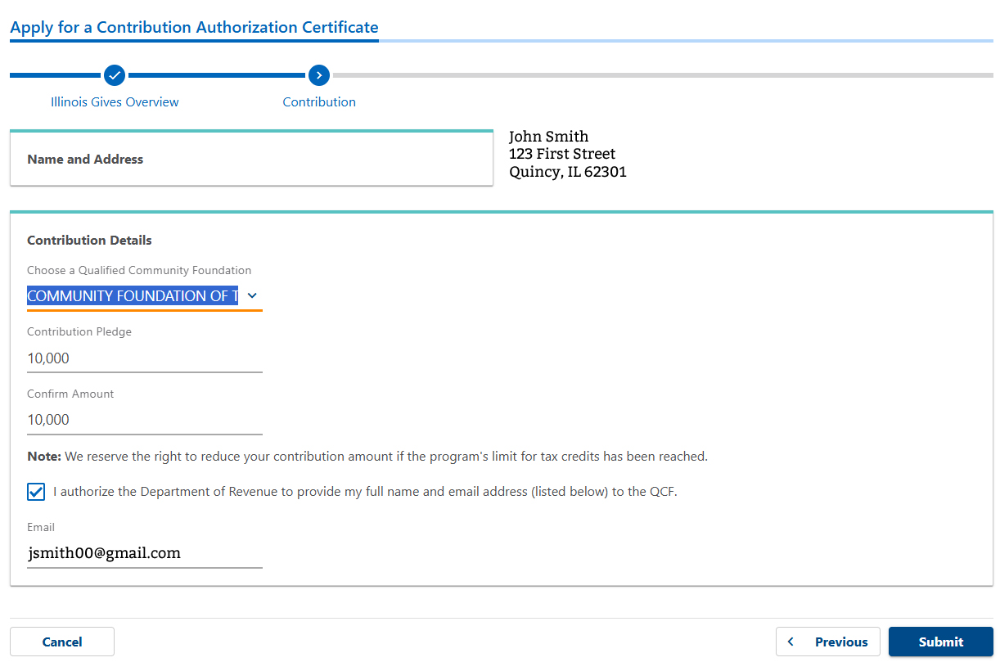 Apply for a Contribution Authorization Certificate
Illinois Gives Overview
Contribution
Name and Address
John Smith
123 First Street
Quincy, IL 62301
Contribution Details
Choose a Qualified Community Foundation
COMMUNITY FOUNDATION OF T
Contribution Pledge
10,000
Confirm Amount
10,000
Note: We reserve the right to reduce your contribution amount if the program's limit for tax credits has been reached.
I authorize the Department of Revenue to provide my full name and email address (listed below) to the QCF.
Email
jsmith00@gmail.com
Cancel
Previous
Submit